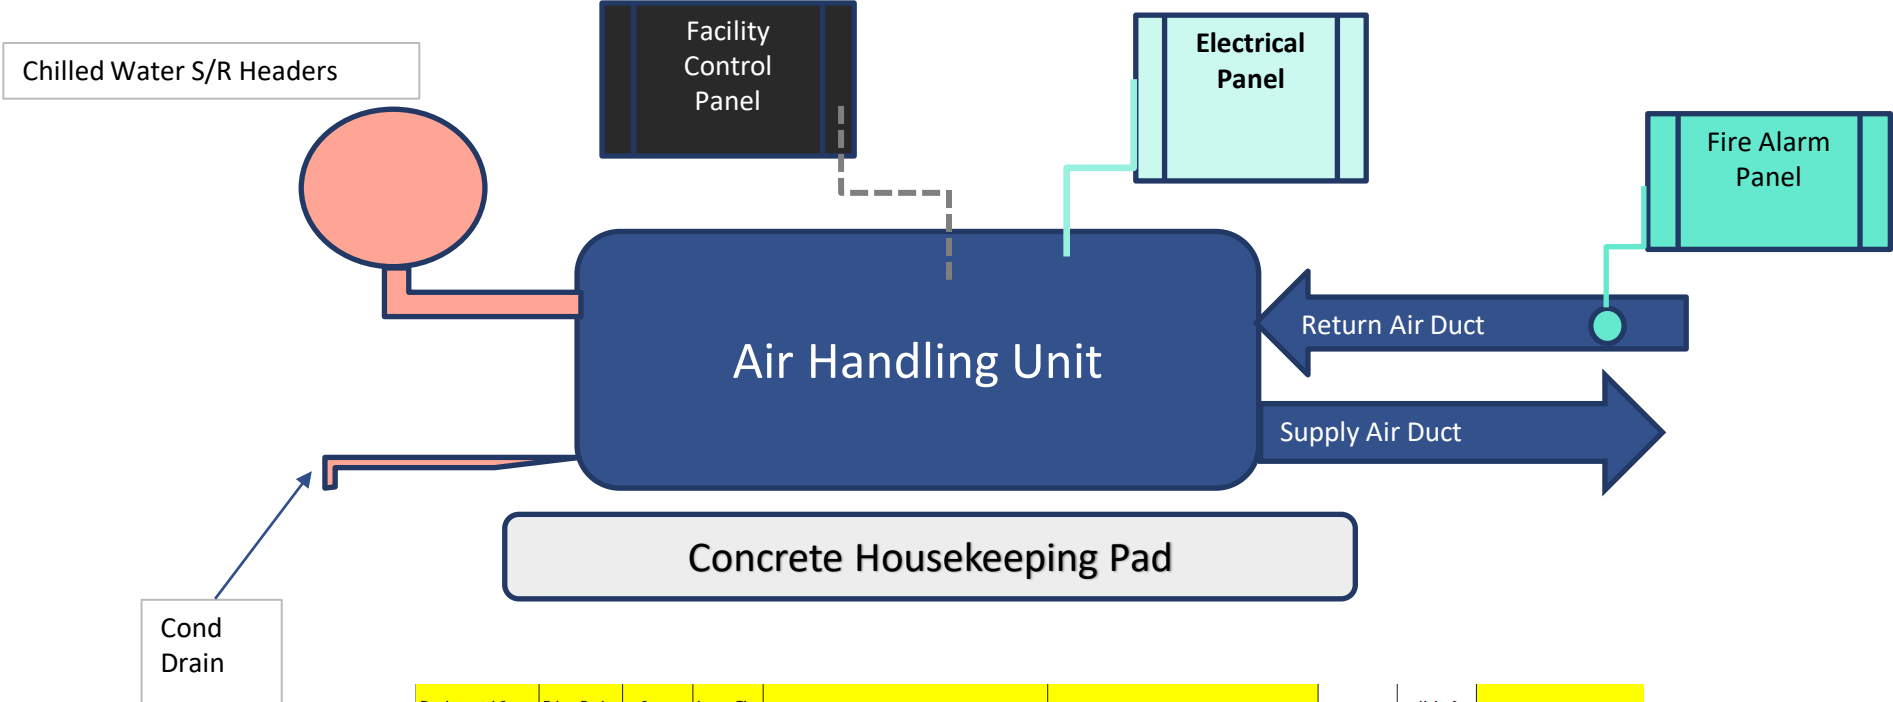 Facility
Control
Panel
Electrical
Panel
Chilled Water S/R Headers
Fire Alarm
Panel
Return Air Duct
Air Handling Unit
Supply Air Duct
Concrete Housekeeping Pad
Cond
Drain